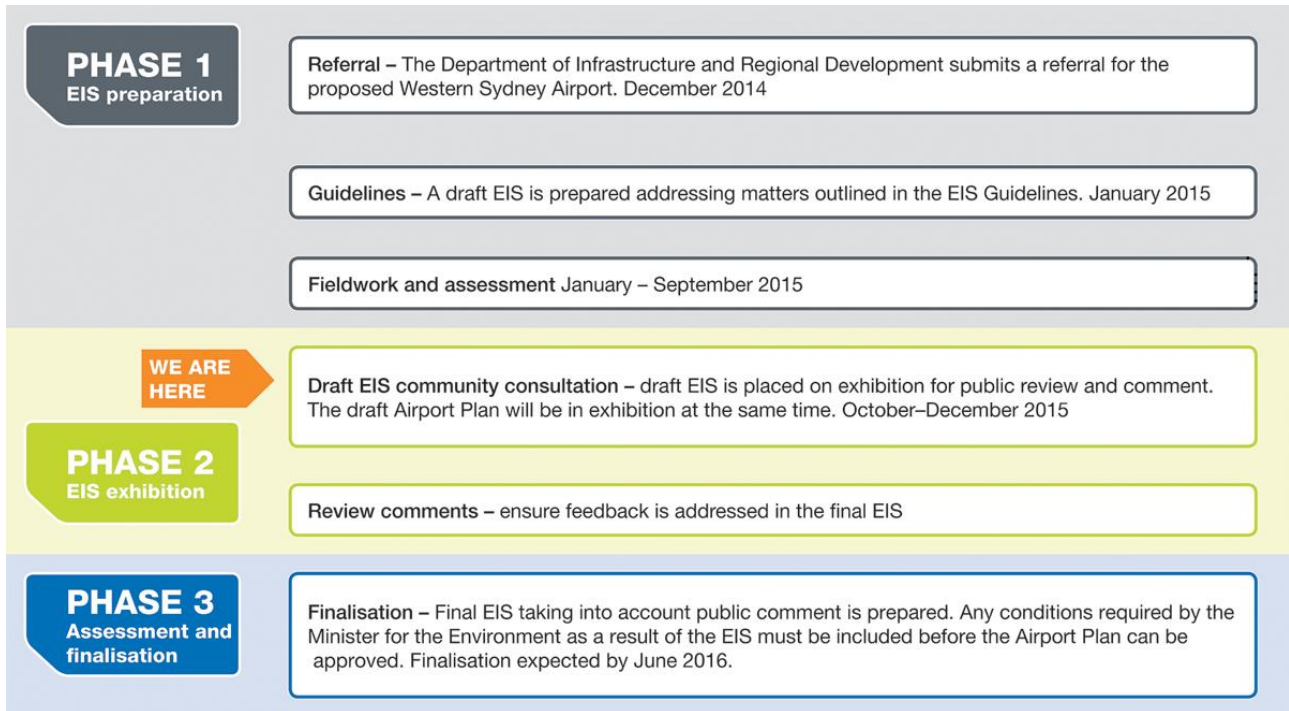 PHASE 1
EIS preparation
Referral – The Department of Infrastructure and Regional Development submits a referral for the
proposed Western Sydney Airport. December 2014
Guidelines – A draft EIS is prepared addressing matters outlined in the EIS Guidelines. January 2015
Fieldwork and assessment January – September 2015
WE ARE
HERE
Draft EIS community consultation – draft EIS is placed on exhibition for public review and comment.
The draft Airport Plan will be in exhibition at the same time. October–December 2015
PHASE 2
EIS exhibition
Review comments – ensure feedback is addressed in the final EIS
PHASE 3
Assessment and
finalisation
Finalisation – Final EIS taking into account public comment is prepared. Any conditions required by the
Minister for the Environment as a result of the EIS must be included before the Airport Plan can be
approved. Finalisation expected by June 2016.